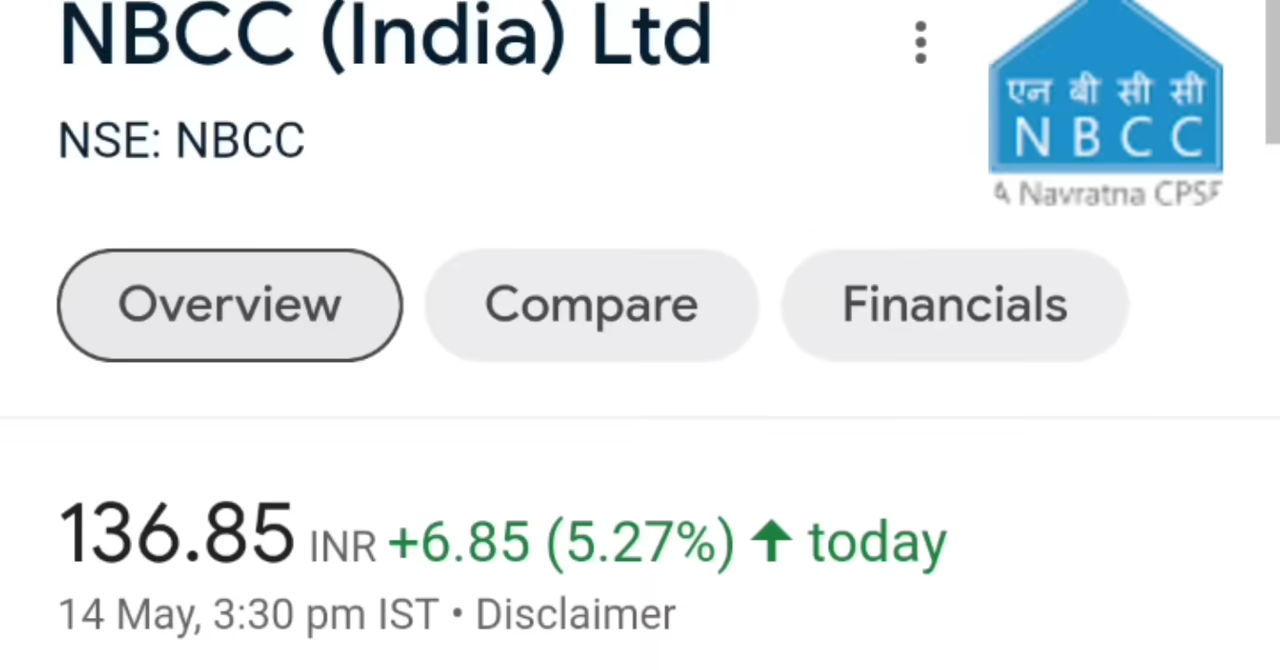 NBCC (India) Ltd
एन बी सी सी
NBCC
A Navratna CPSE
NSE: NBCC
Overview
Compare
Financials
136.85 INR +6.85 (5.27%) ↑ today
14 May, 3:30 pm IST • Disclaimer